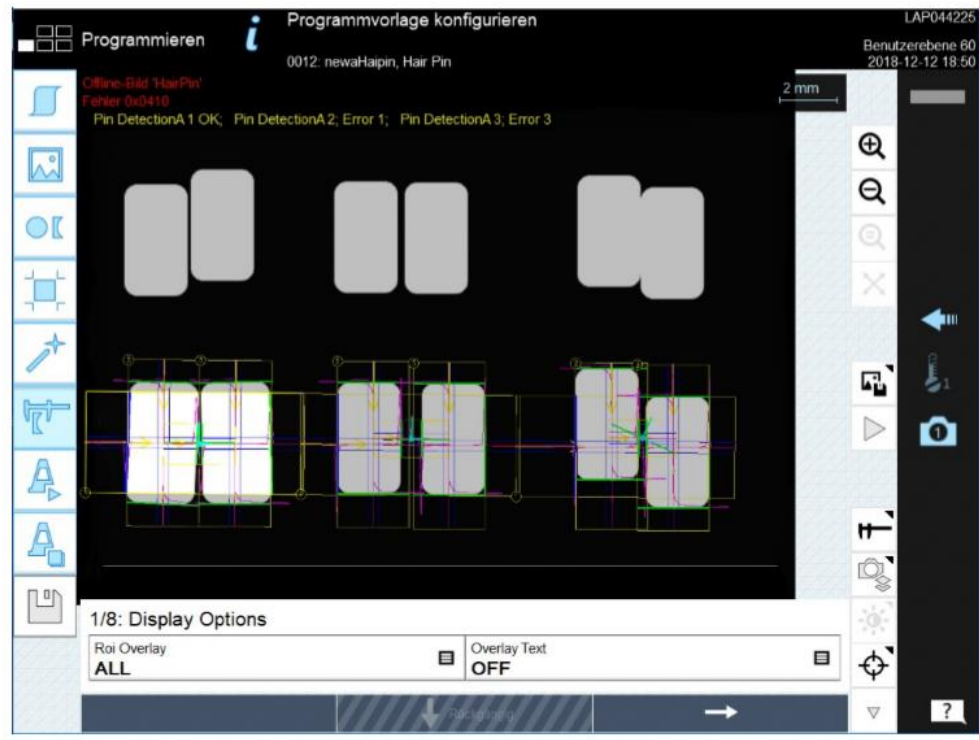 Programmieren
Programmvorlage konfigurieren
0012: newaHaipin, Hair Pin
LAP044225
Benutzerebene 60
2018-12-12 18:50
Offline-Bild 'HairPin'
Fehler 0x0410
Pin DetectionA 1 OK; Pin DetectionA 2; Error 1; Pin DetectionA 3; Error 3
2 mm
1
1
1/8: Display Options
Roi Overlay
ALL
Overlay Text
OFF
Rückgängig
?